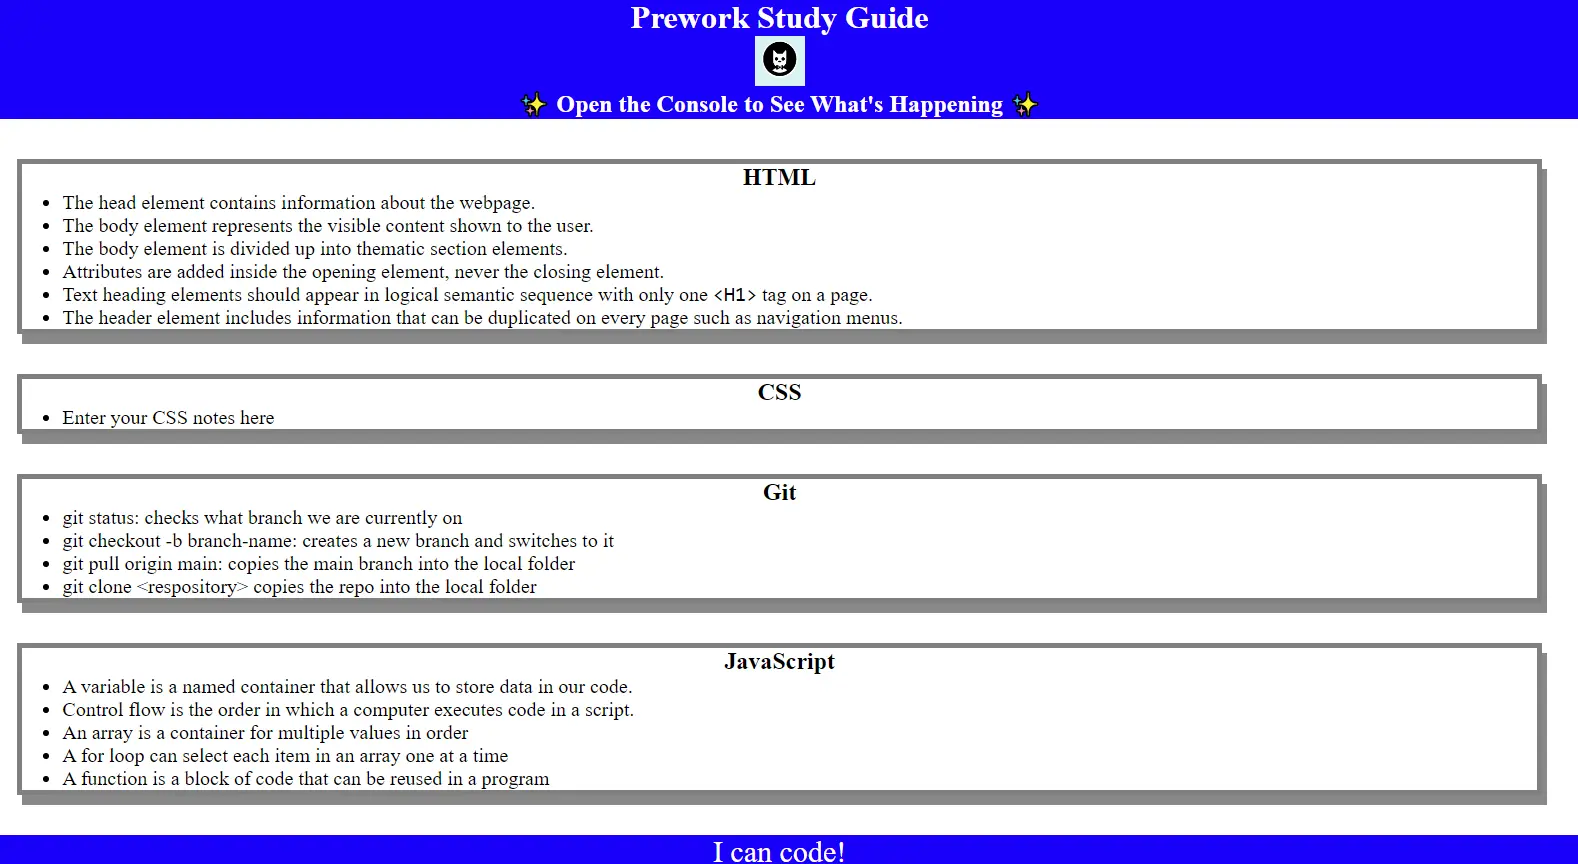 Prework Study Guide
✨ Open the Console to See What's Happening ✨
HTML
• The head element contains information about the webpage.
• The body element represents the visible content shown to the user.
• The body element is divided up into thematic section elements.
• Attributes are added inside the opening element, never the closing element.
• Text heading elements should appear in logical semantic sequence with only one <H1> tag on a page.
• The header element includes information that can be duplicated on every page such as navigation menus.
CSS
• Enter your CSS notes here
Git
• git status: checks what branch we are currently on
• git checkout -b branch-name: creates a new branch and switches to it
• git pull origin main: copies the main branch into the local folder
• git clone <respository> copies the repo into the local folder
JavaScript
• A variable is a named container that allows us to store data in our code.
• Control flow is the order in which a computer executes code in a script.
• An array is a container for multiple values in order
• A for loop can select each item in an array one at a time
• A function is a block of code that can be reused in a program
I can code!